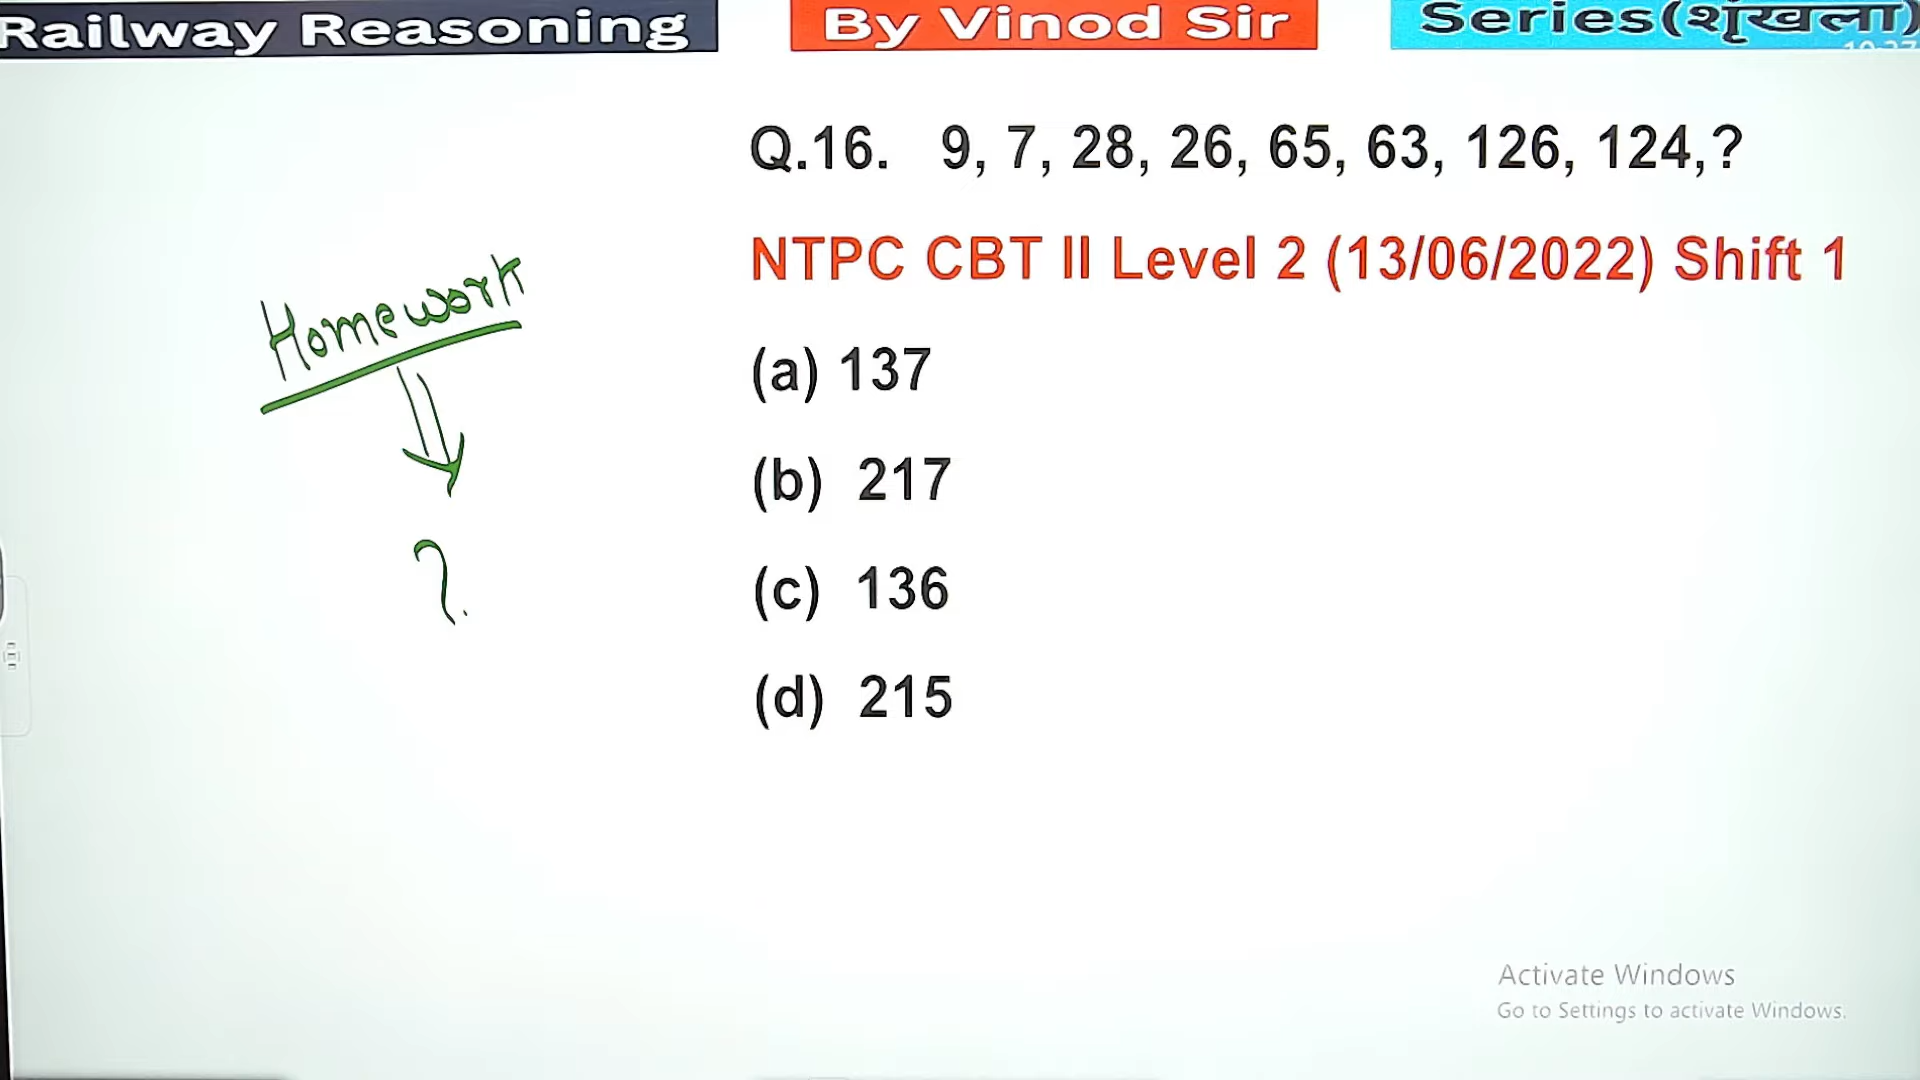 Railway Reasoning
By Vinod Sir
Series(शृंखला)
Q.16. 9, 7, 28, 26, 65, 63, 126, 124,?
NTPC CBT II Level 2 (13/06/2022) Shift 1
Homework
?
(a) 137
(b) 217
(c) 136
(d) 215
Activate Windows
Go to Settings to activate Windows.